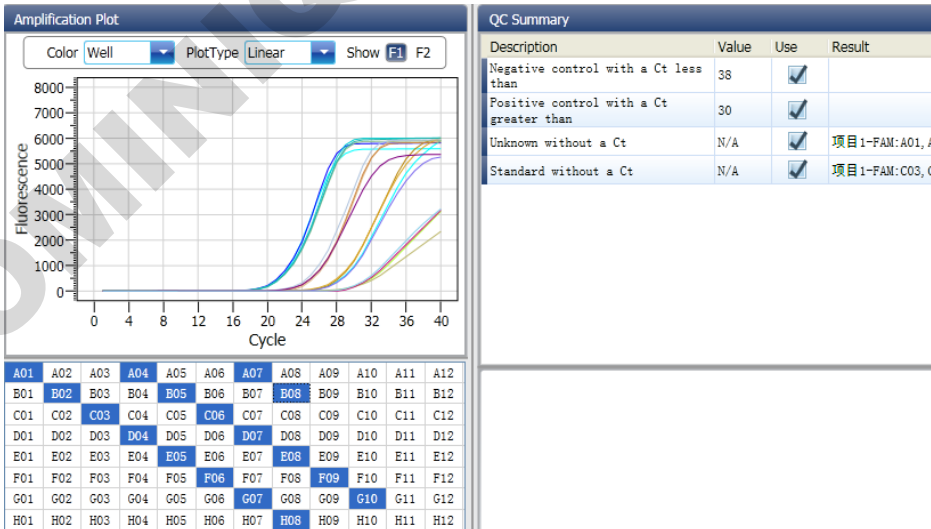 Amplification Plot
Color Well PlotType Linear Show F1 F2
8000
7000
6000
5000
4000
3000
2000
1000
0
Fluorescence
0 4 8 12 16 20 24 28 32 36 40
Cycle
A01 A02 A03 A04 A05 A06 A07 A08 A09 A10 A11 A12
B01 B02 B03 B04 B05 B06 B07 B08 B09 B10 B11 B12
C01 C02 C03 C04 C05 C06 C07 C08 C09 C10 C11 C12
D01 D02 D03 D04 D05 D06 D07 D08 D09 D10 D11 D12
E01 E02 E03 E04 E05 E06 E07 E08 E09 E10 E11 E12
F01 F02 F03 F04 F05 F06 F07 F08 F09 F10 F11 F12
G01 G02 G03 G04 G05 G06 G07 G08 G09 G10 G11 G12
H01 H02 H03 H04 H05 H06 H07 H08 H09 H10 H11 H12
QC Summary
Description Value Use Result
Negative control with a Ct less
than
38
Positive control with a Ct
greater than
30
Unknown without a Ct N/A 项目1-FAM:A01,
Standard without a Ct N/A 项目1-FAM:C03,
OMINI